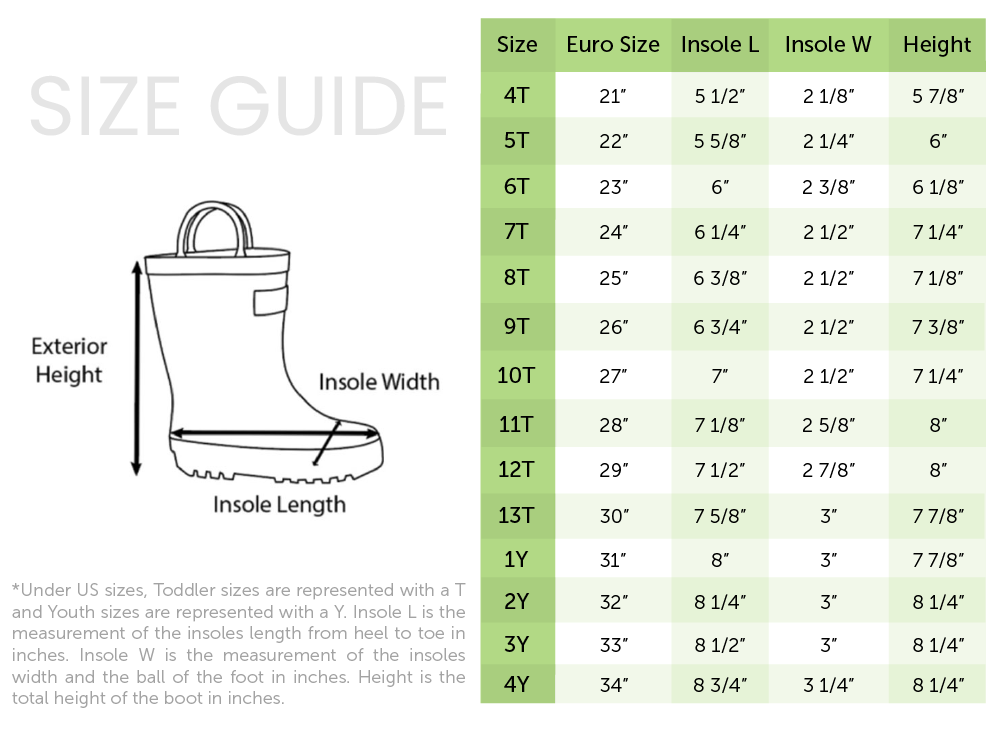 SIZE GUIDE
Exterior
Height
Insole Width
Insole Length
*Under US sizes, Toddler sizes are represented with a T
and Youth sizes are represented with a Y. Insole L is the
measurement of the insoles length from heel to toe in
inches. Insole W is the measurement of the insoles
width and the ball of the foot in inches. Height is the
total height of the boot in inches.
Size Euro Size Insole L Insole W Height
4T 21″ 5 1/2″ 2 1/8″ 5 7/8″
5T 22″ 5 5/8″ 2 1/4″ 6″
6T 23″ 6″ 2 3/8″ 6 1/8″
7T 24″ 6 1/4″ 2 1/2″ 7 1/4″
8T 25″ 6 3/8″ 2 1/2″ 7 1/8″
9T 26″ 6 3/4″ 2 1/2″ 7 3/8″
10T 27″ 7″ 2 1/2″ 7 1/4″
11T 28″ 7 1/8″ 2 5/8″ 8″
12T 29″ 7 1/2″ 2 7/8″ 8″
13T 30″ 7 5/8″ 3″ 7 7/8″
1Y 31″ 8″ 3″ 7 7/8″
2Y 32″ 8 1/4″ 3″ 8 1/4″
3Y 33″ 8 1/2″ 3″ 8 1/4″
4Y 34″ 8 3/4″ 3 1/4″ 8 1/4″